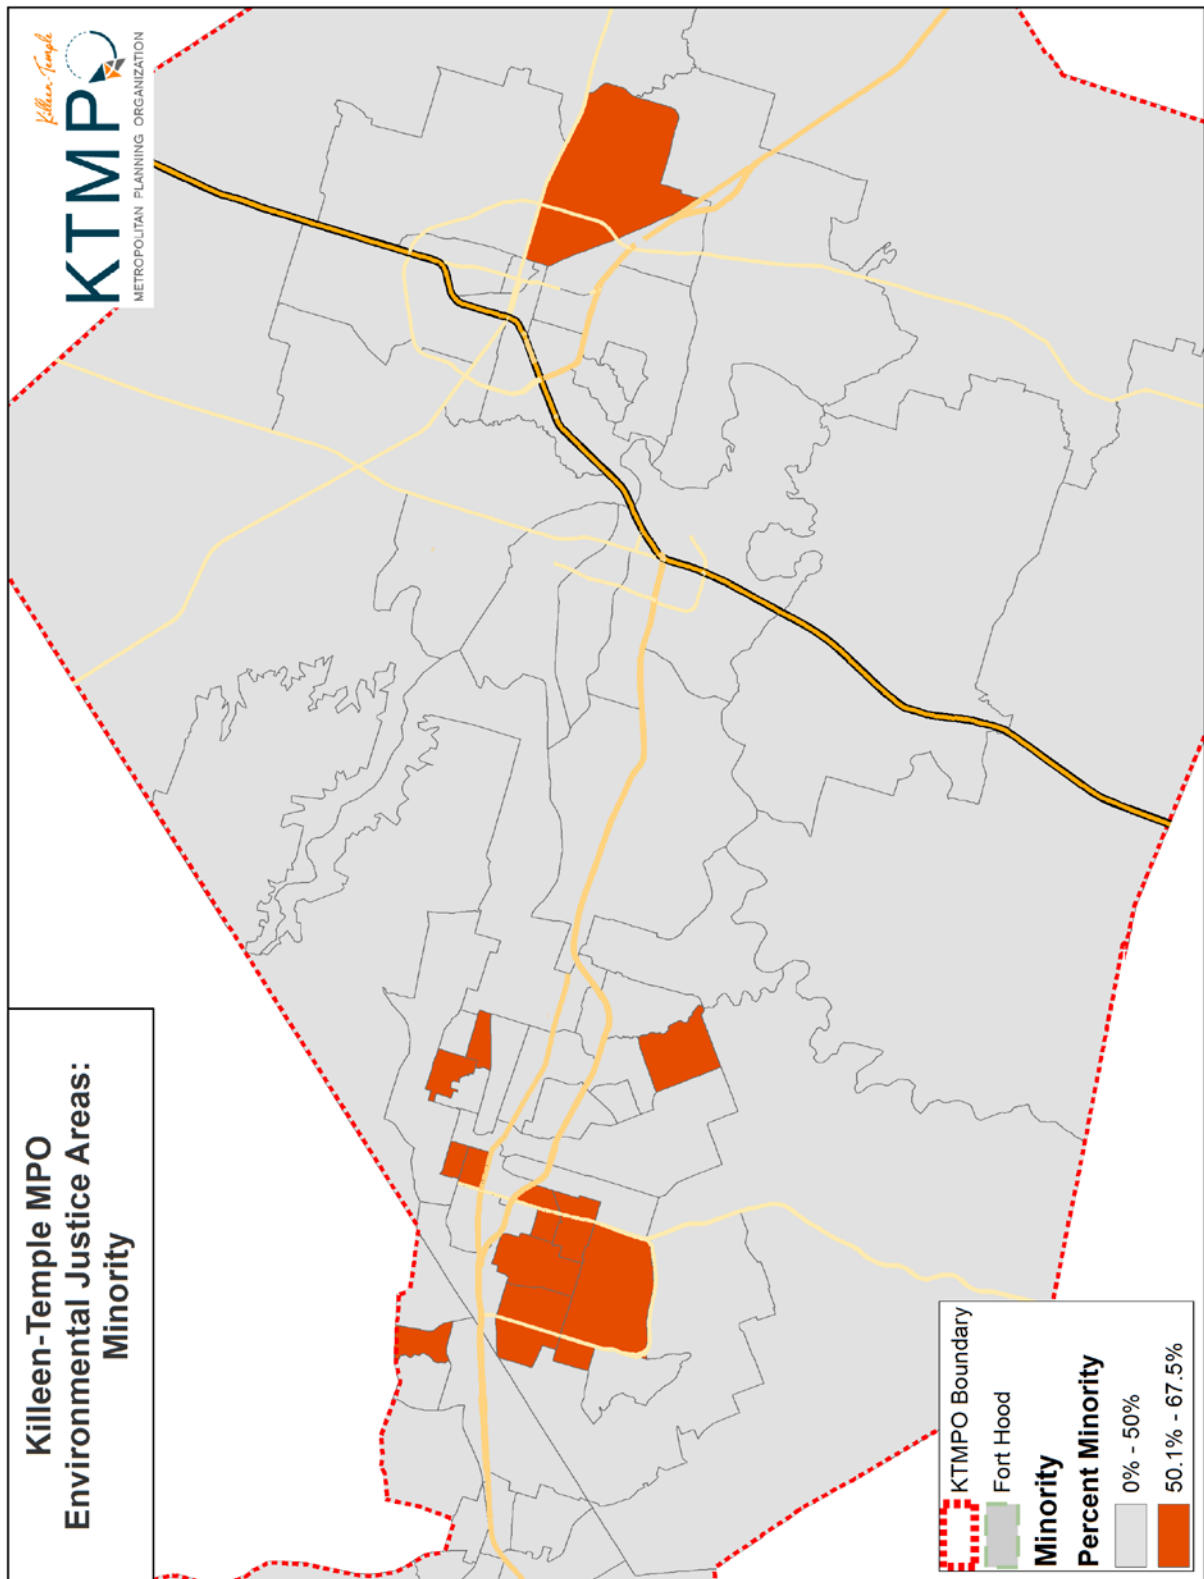 Killeen-Temple MPO
Environmental Justice Areas:
Minority
Killeen-Temple
KTMPO
METROPOLITAN PLANNING ORGANIZATION
KTMPO Boundary
Fort Hood
Minority
Percent Minority
0% - 50%
50.1% - 67.5%